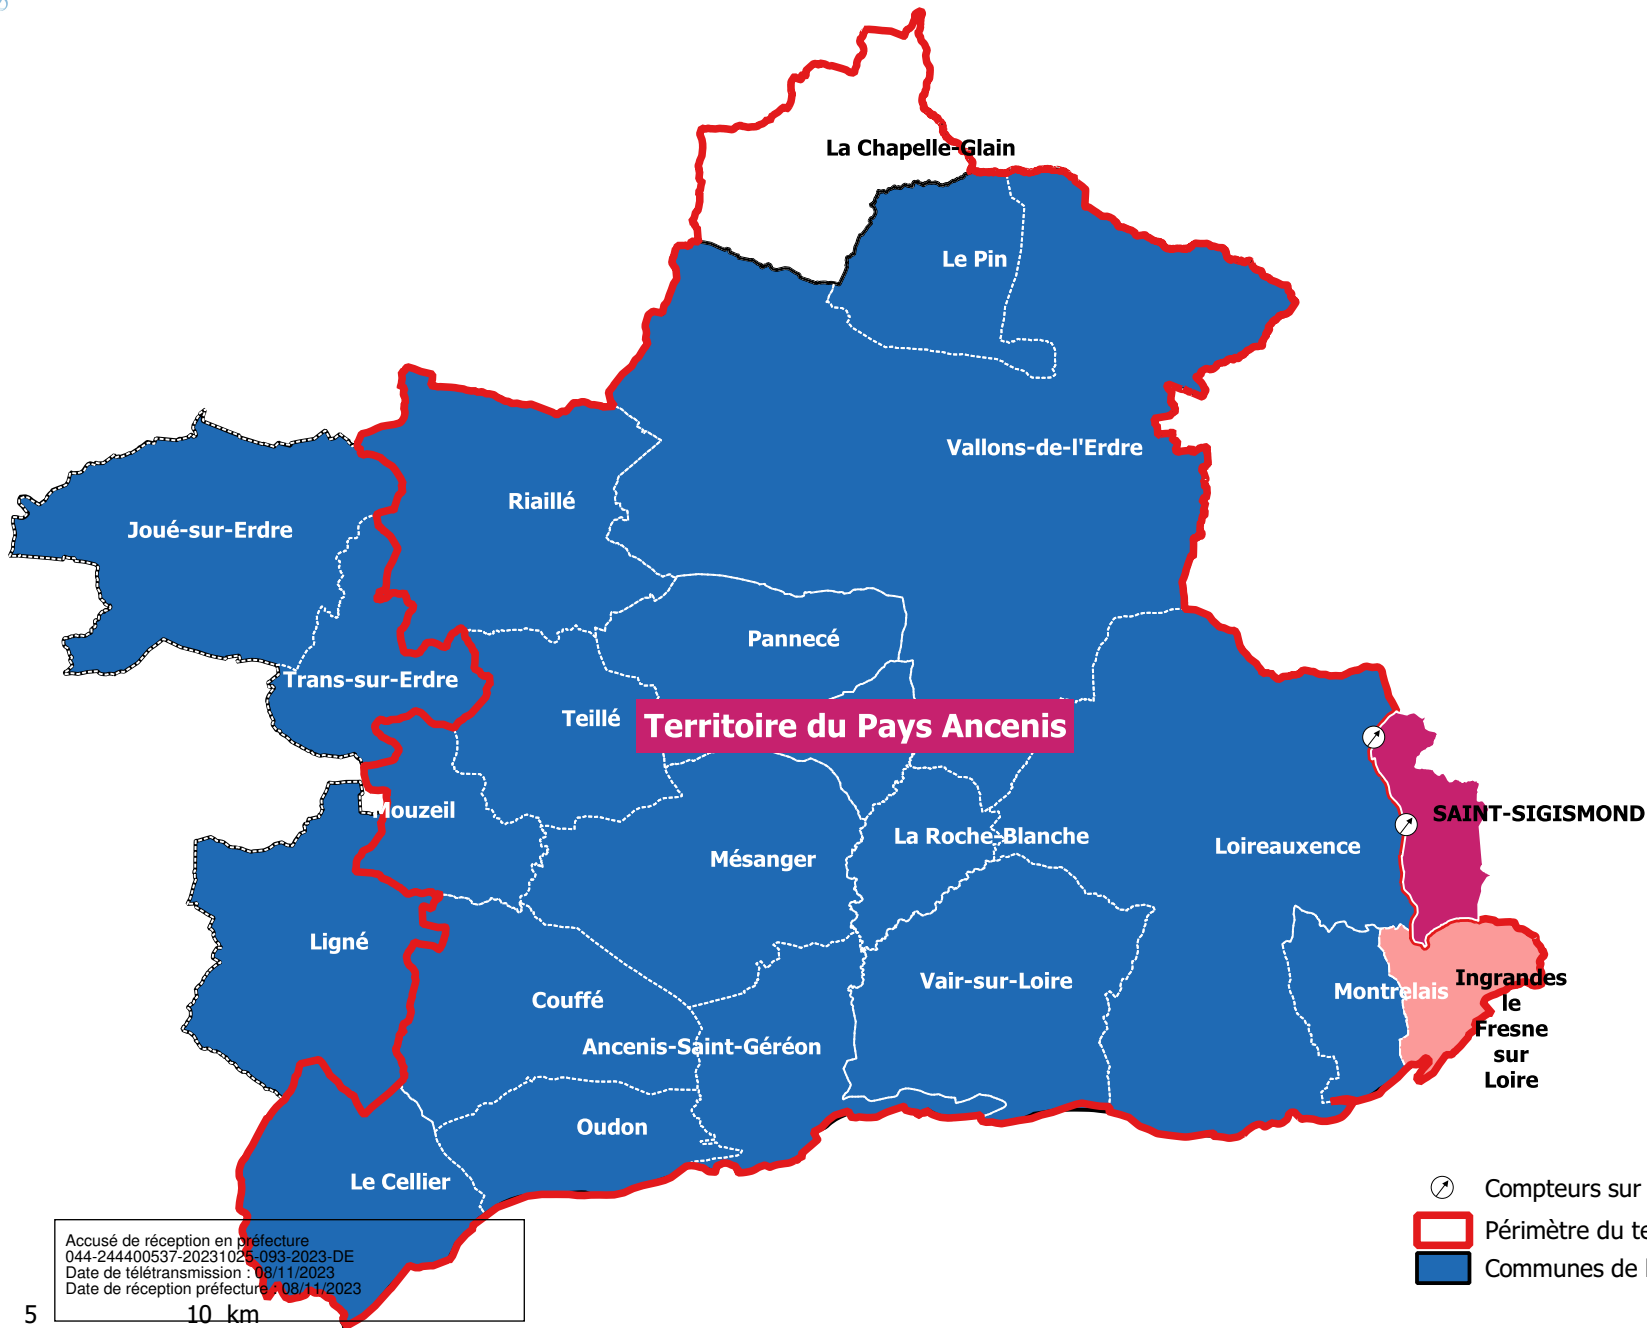 La Chapelle-Glain
Le Pin
Vallons-de-l'Erdre
Riaillé
Joué-sur-Erdre
Pannecé
Trans-sur-Erdre
Teillé
Territoire du Pays Ancenis
Mouzeil
SAINT-SIGISMOND
La Roche-Blanche
Loireauxence
Mésanger
Ligné
Vair-sur-Loire
Ingrandes
le
Fresne
sur
Loire
Montrelais
Couffé
Ancenis-Saint-Géréon
Oudon
Le Cellier
Compteurs sur
Périmètre du te
Communes de l
Accusé de réception en préfecture
044-244400537-20231025-093-2023-DE
Date de télétransmission : 08/11/2023
Date de réception préfecture : 08/11/2023
5 10 km